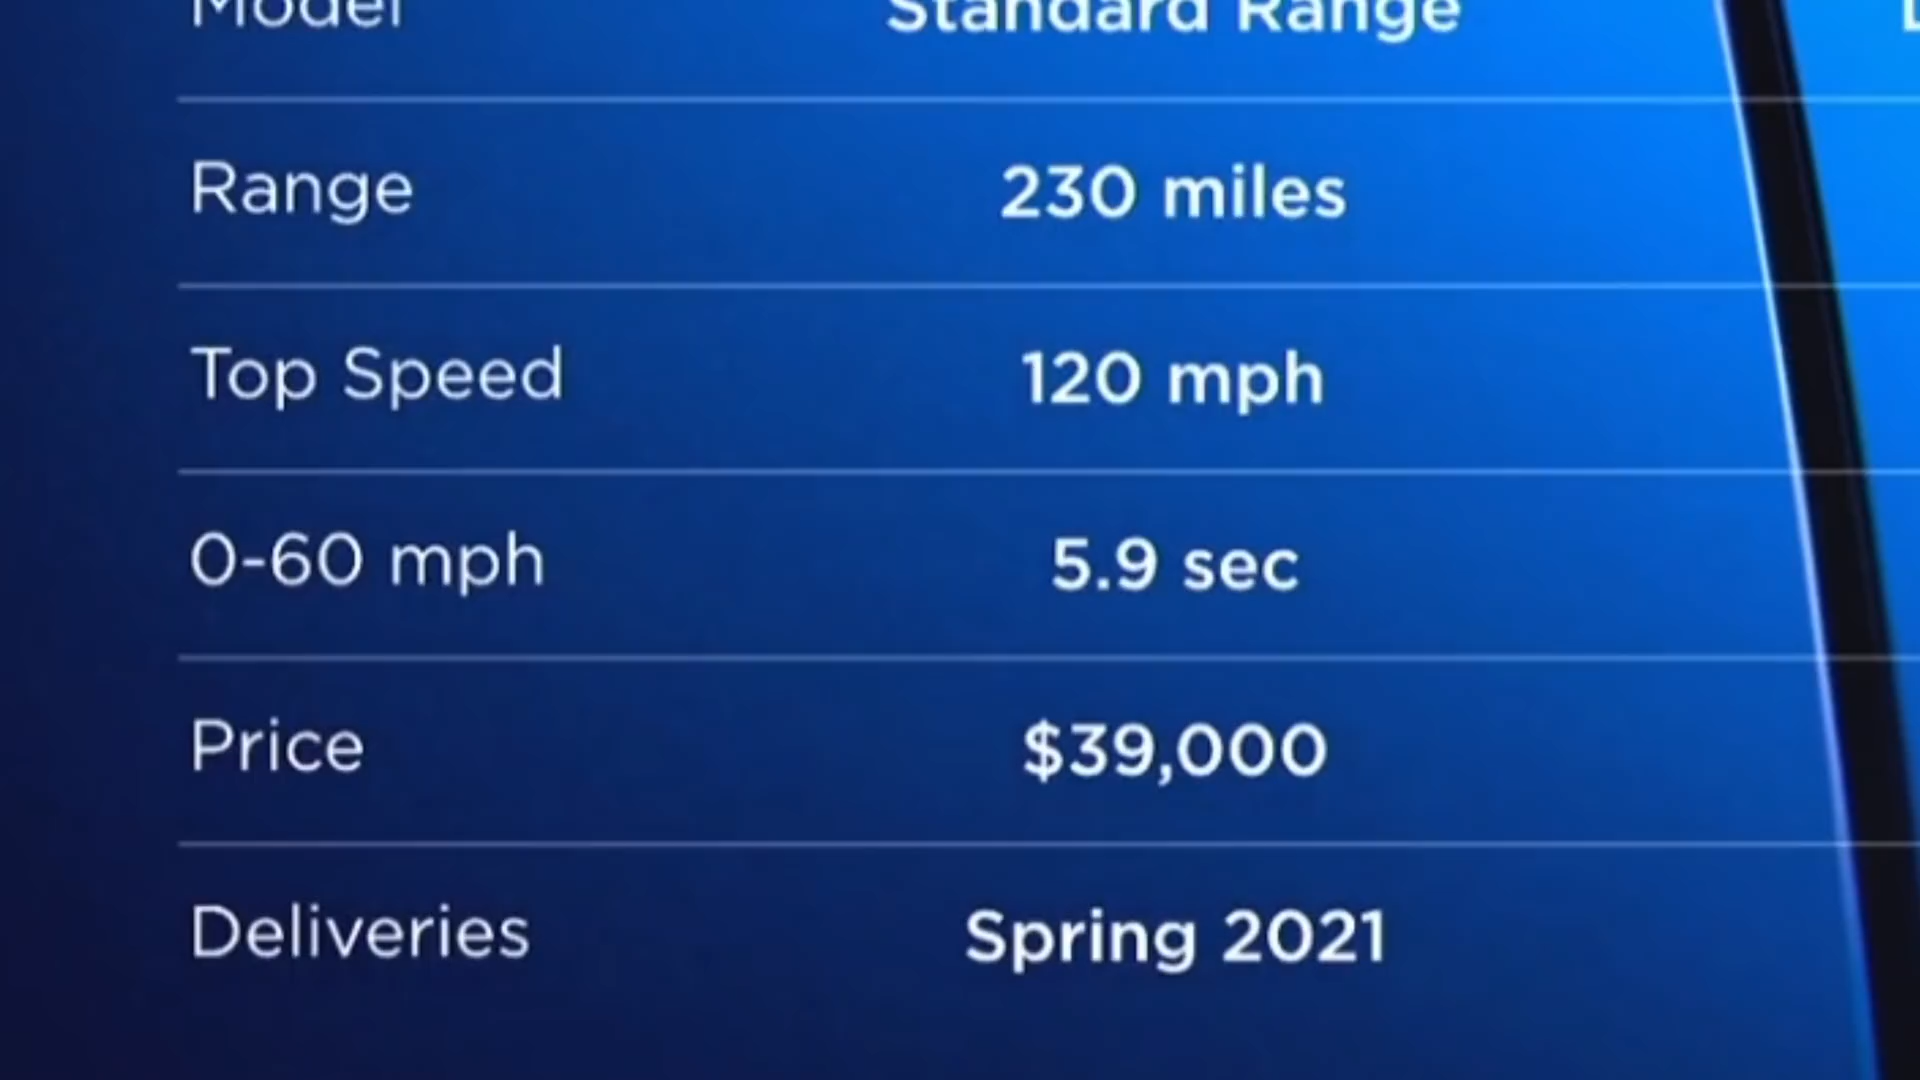 Model Standard Range
Range 230 miles
Top Speed 120 mph
0-60 mph 5.9 sec
Price $39,000
Deliveries Spring 2021